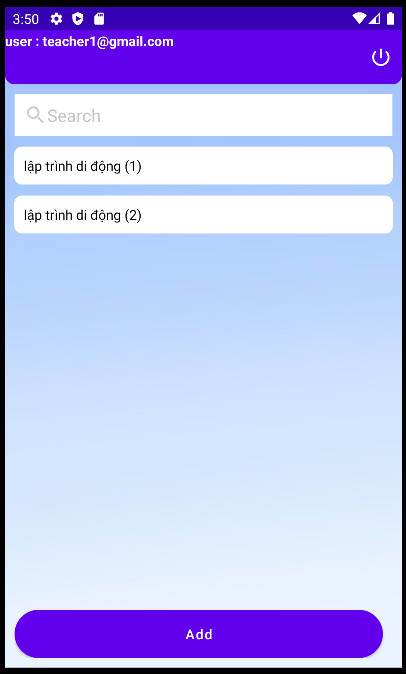 3:50
user : teacher1@gmail.com
Search
lập trình di động (1)
lập trình di động (2)
Add